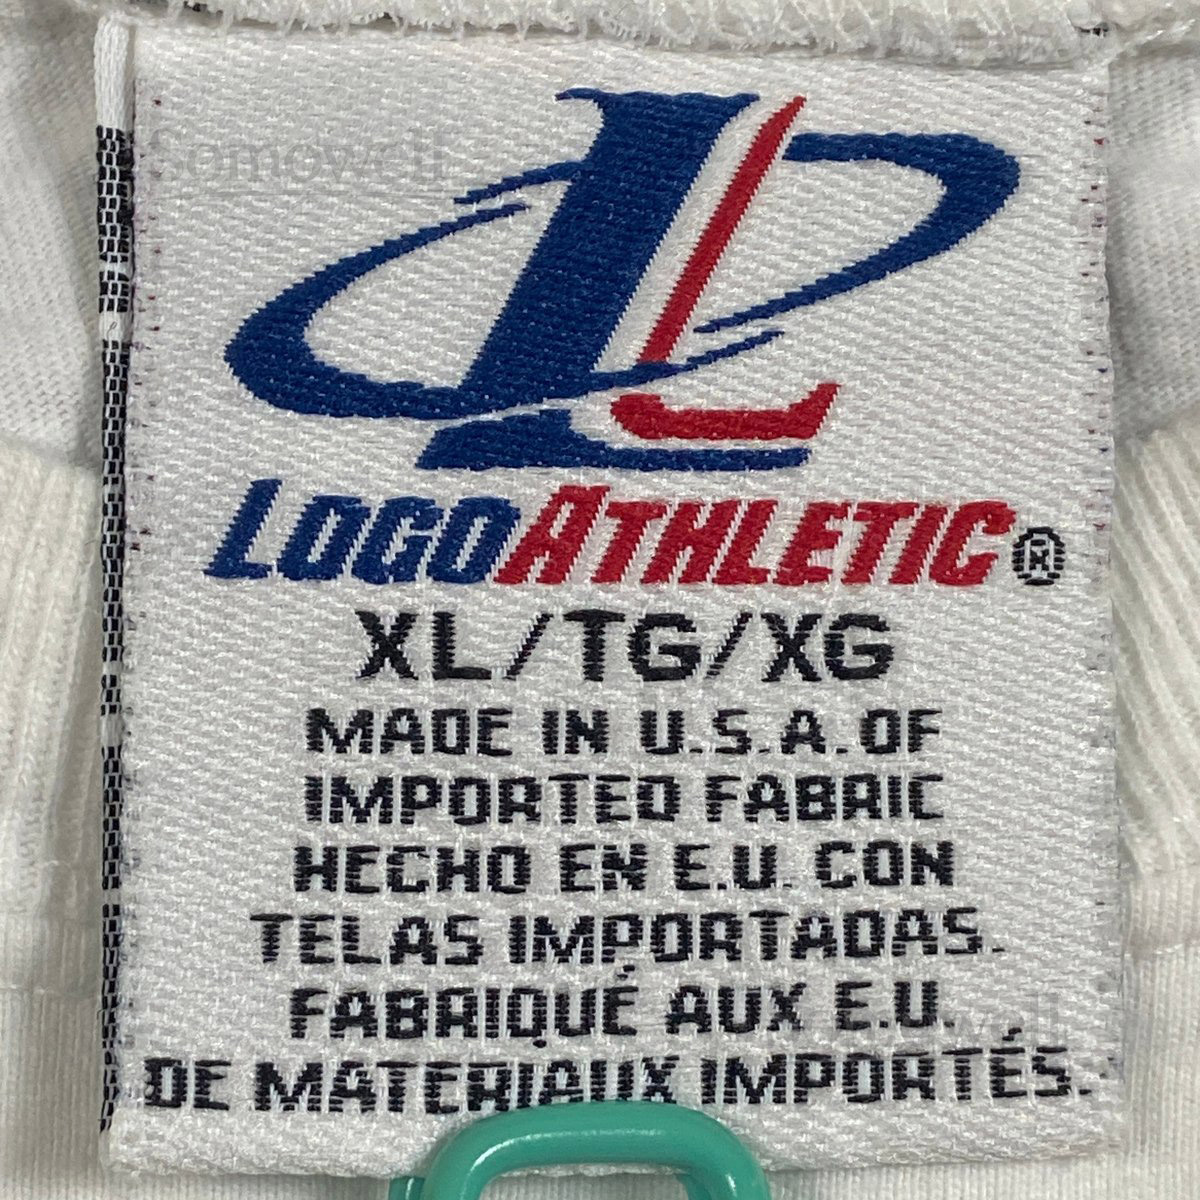 LOGOATHLETIC®
XL/TG/XG
MADE IN U.S.A. OF
IMPORTED FABRIC
HECHO EN E.U. CON
TELAS IMPORTADAS.
FABRIQUÉ AUX E.U.
DE MATERIAUX IMPORTÉS.